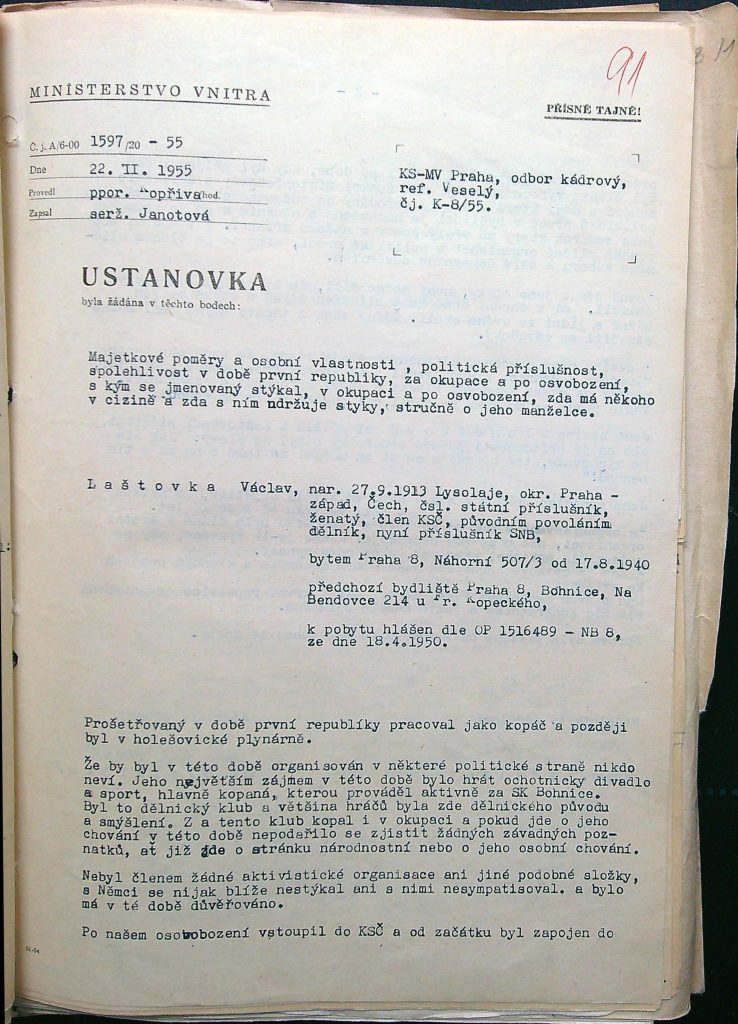 91
MINISTERSTVO VNITRA
PŘÍSNĚ TAJNÉ!
Č. j. A/6-00 1597/20 - 55
Dne 22. II. 1955
Provedl ppor. Kopřiva hod.
Zapsal serž. Janotová
KS-MV Praha, odbor kádrový,
ref. Veselý,
čj. K-8/55.
USTANOVKA
byla žádána v těchto bodech:
Majetkové poměry a osobní vlastnosti , politická příslušnost,
spolehlivost v době první republiky, za okupace a po osvobození,
s kým se jmenovaný stýkal, v okupaci a po osvobození, zda má někoho
v cizině a zda s ním udržuje styky, stručně o jeho manželce.
L a š t o v k a Václav, nar. 27.9.1913 Lysolaje, okr. Praha -
západ, Čech, čsl. státní příslušník,
ženatý, člen KSČ, původním povoláním
dělník, nyní příslušník SNB,
bytem Praha 8, Náhorní 507/3 od 17.8.1940
předchozí bydliště Praha 8, Bohnice, Na
Bendovce 214 u Fr. Kopeckého,
k pobytu hlášen dle OP 1516489 - NB 8,
ze dne 18.4.1950.
Prošetřovaný v době první republíky pracoval jako kopáč a později
byl v holešovické plynárně.
Že by byl v této době organisován v některé politické straně nikdo
neví. Jeho největším zájmem v této době bylo hrát ochotnický divadlo
a sport, hlavně kopaná, kterou prováděl aktivně za SK Bohnice.
Byl to dělnický klub a většina hráčů byla zde dělnického původu
a smýšlení. Z a tento klub kopal i v okupaci a pokud jde o jeho
chování v této době nepodařilo se zjistit žádných závadných poz-
natků, ať již jde o stránku národnostní nebo o jeho osobní chování.
Nebyl členem žádné aktivistické organisace ani jiné podobné složky,
s Němci se nijak blíže nestýkal ani s nimi nesympatisoval. a bylo
má v té době důvěřováno.
Po našem osvobození vstoupil do KSČ a od začátku byl zapojen do